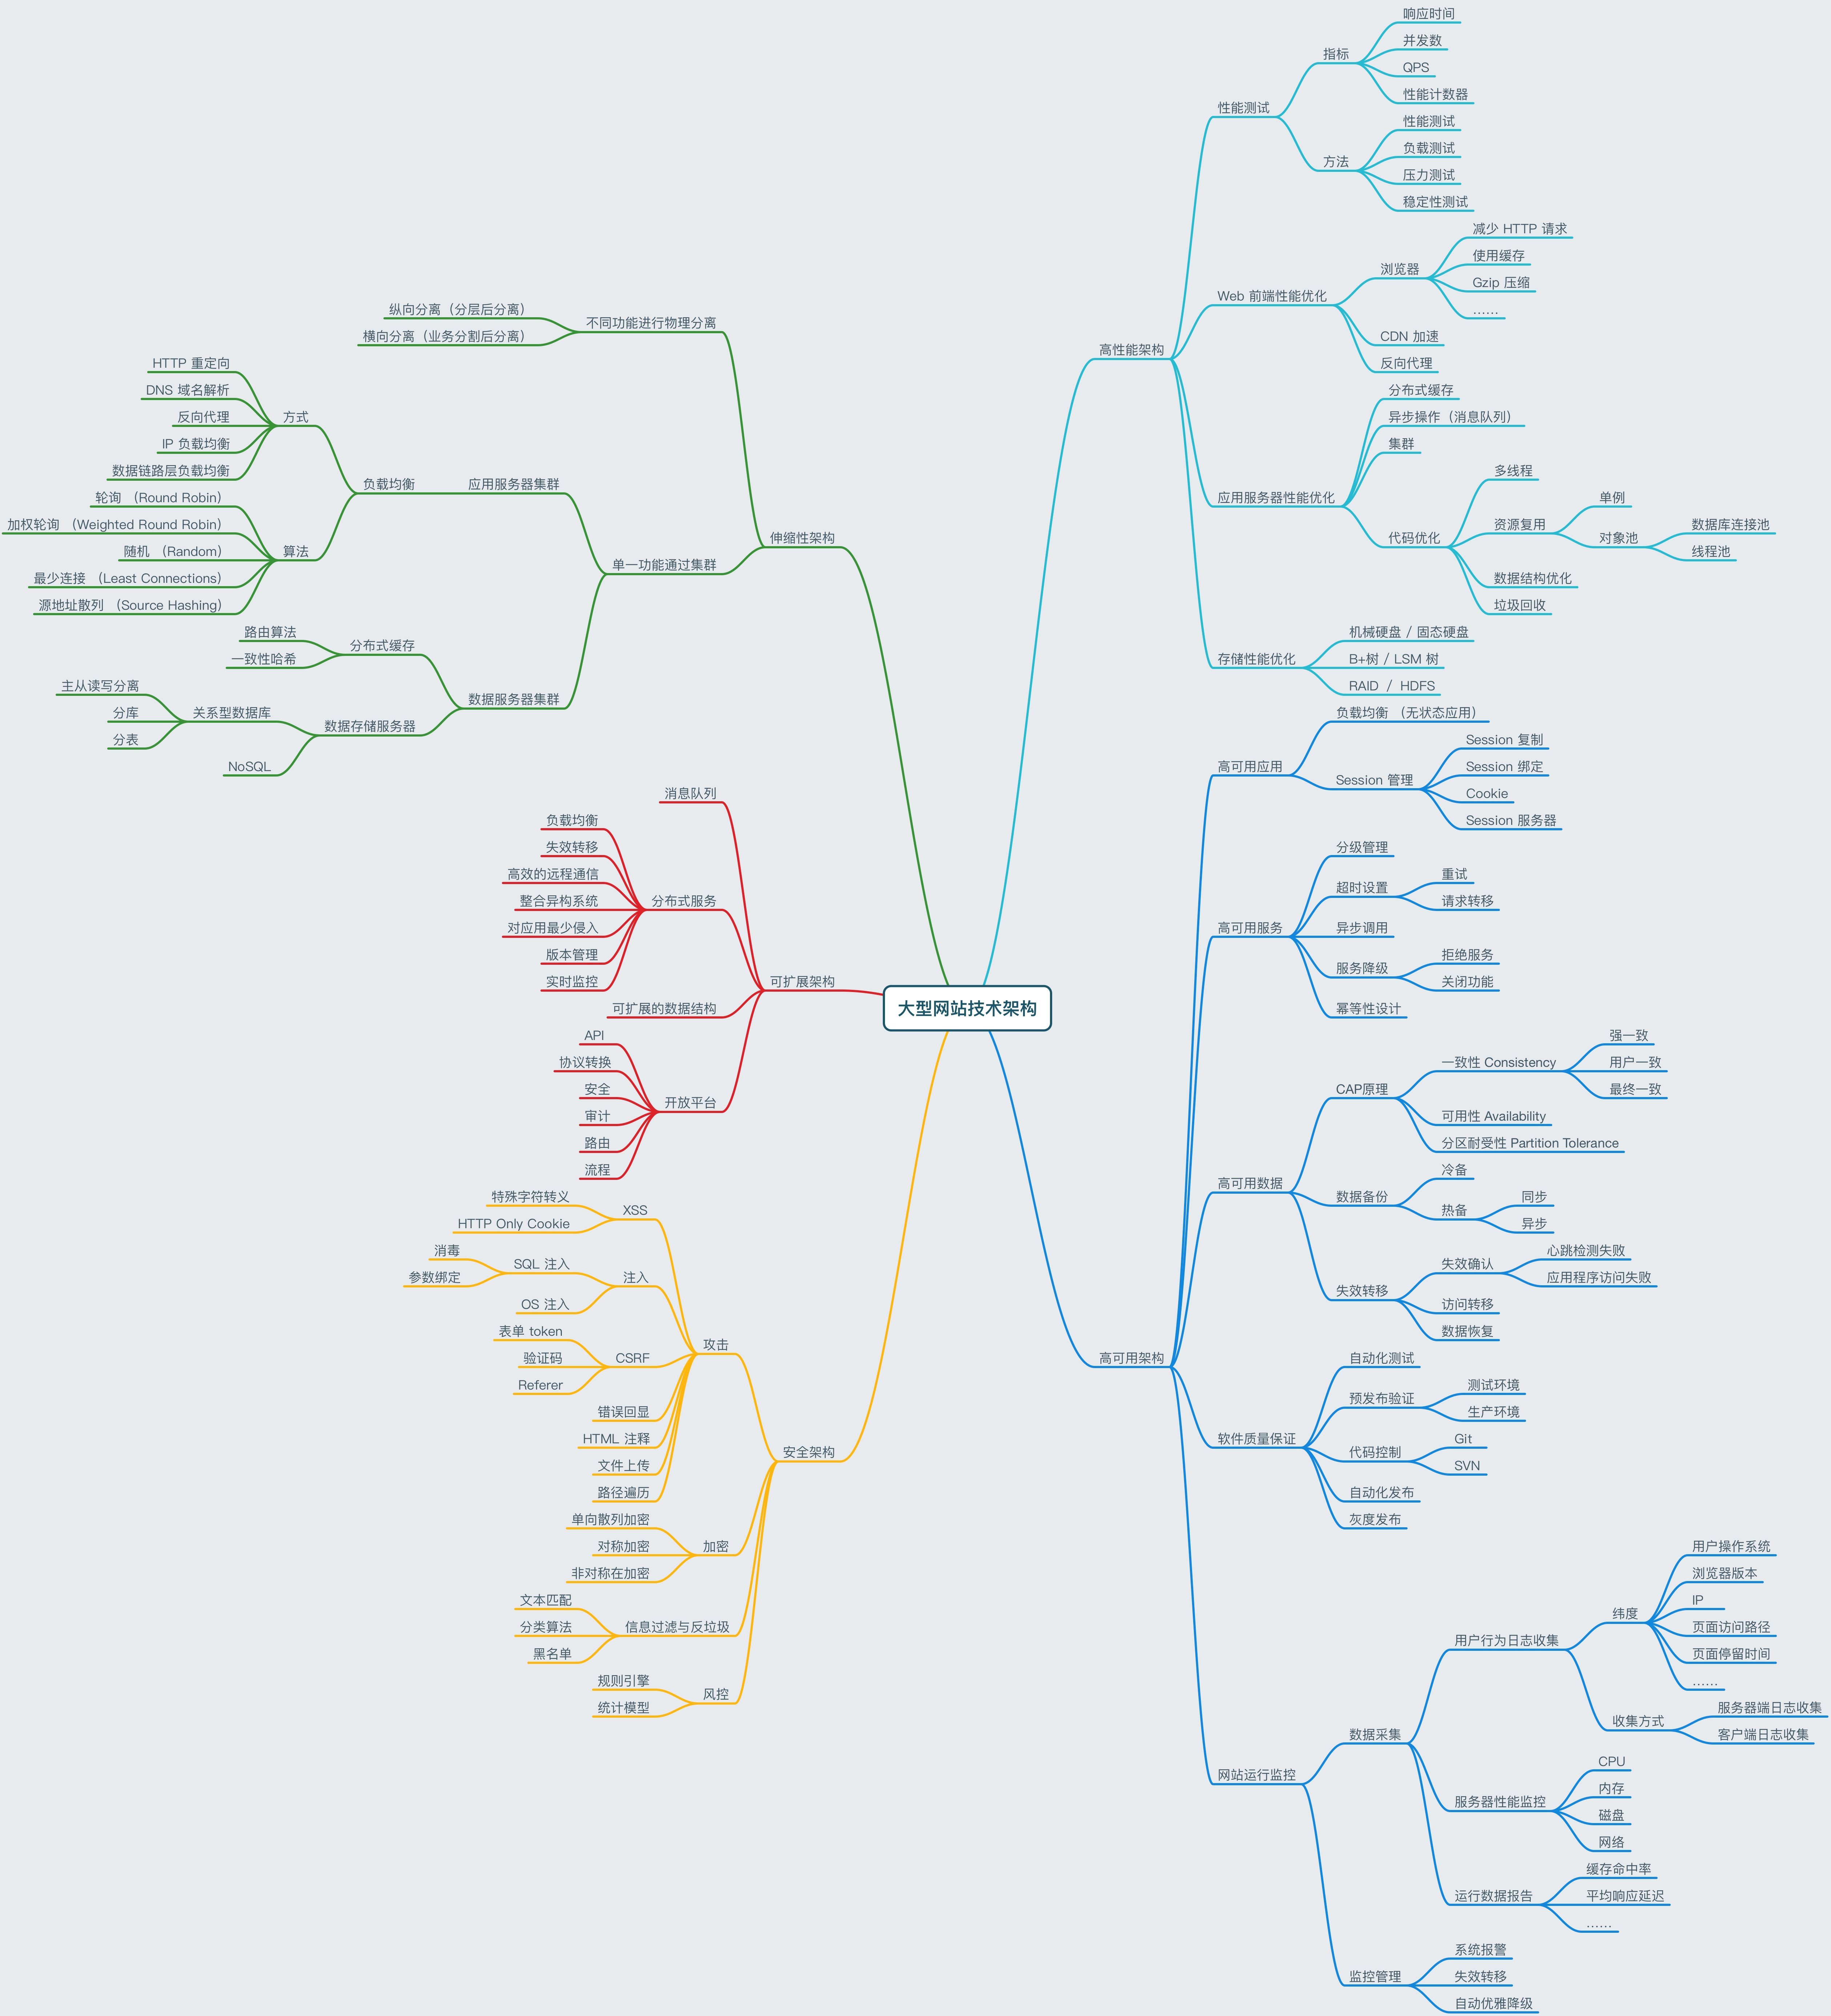 大型网站技术架构
高性能架构
性能测试
指标
响应时间
并发数
QPS
性能计数器
方法
性能测试
负载测试
压力测试
稳定性测试
Web 前端性能优化
浏览器
减少 HTTP 请求
使用缓存
Gzip 压缩
……
CDN 加速
反向代理
应用服务器性能优化
分布式缓存
异步操作（消息队列）
集群
代码优化
多线程
资源复用
单例
对象池
数据库连接池
线程池
数据结构优化
垃圾回收
存储性能优化
机械硬盘 / 固态硬盘
B+树 / LSM 树
RAID / HDFS
高可用架构
高可用应用
负载均衡 （无状态应用）
Session 管理
Session 复制
Session 绑定
Cookie
Session 服务器
高可用服务
分级管理
超时设置
重试
请求转移
异步调用
服务降级
拒绝服务
关闭功能
幂等性设计
高可用数据
CAP原理
一致性 Consistency
强一致
用户一致
最终一致
可用性 Availability
分区耐受性 Partition Tolerance
数据备份
冷备
热备
同步
异步
失效转移
失效确认
心跳检测失败
应用程序访问失败
访问转移
数据恢复
软件质量保证
自动化测试
预发布验证
测试环境
生产环境
代码控制
Git
SVN
自动化发布
灰度发布
网站运行监控
数据采集
用户行为日志收集
纬度
用户操作系统
浏览器版本
IP
页面访问路径
页面停留时间
……
收集方式
服务器端日志收集
客户端日志收集
服务器性能监控
CPU
内存
磁盘
网络
运行数据报告
缓存命中率
平均响应延迟
……
监控管理
系统报警
失效转移
自动优雅降级
伸缩性架构
不同功能进行物理分离
纵向分离（分层后分离）
横向分离（业务分割后分离）
单一功能通过集群
应用服务器集群
负载均衡
方式
HTTP 重定向
DNS 域名解析
反向代理
IP 负载均衡
数据链路层负载均衡
算法
轮询 （Round Robin）
加权轮询 （Weighted Round Robin）
随机 （Random）
最少连接 （Least Connections）
源地址散列 （Source Hashing）
数据服务器集群
分布式缓存
路由算法
一致性哈希
数据存储服务器
关系型数据库
主从读写分离
分库
分表
NoSQL
可扩展架构
消息队列
分布式服务
负载均衡
失效转移
高效的远程通信
整合异构系统
对应用最少侵入
版本管理
实时监控
可扩展的数据结构
开放平台
API
协议转换
安全
审计
路由
流程
安全架构
攻击
XSS
特殊字符转义
HTTP Only Cookie
注入
SQL 注入
消毒
参数绑定
OS 注入
CSRF
表单 token
验证码
Referer
错误回显
HTML 注释
文件上传
路径遍历
加密
单向散列加密
对称加密
非对称在加密
信息过滤与反垃圾
文本匹配
分类算法
黑名单
风控
规则引擎
统计模型